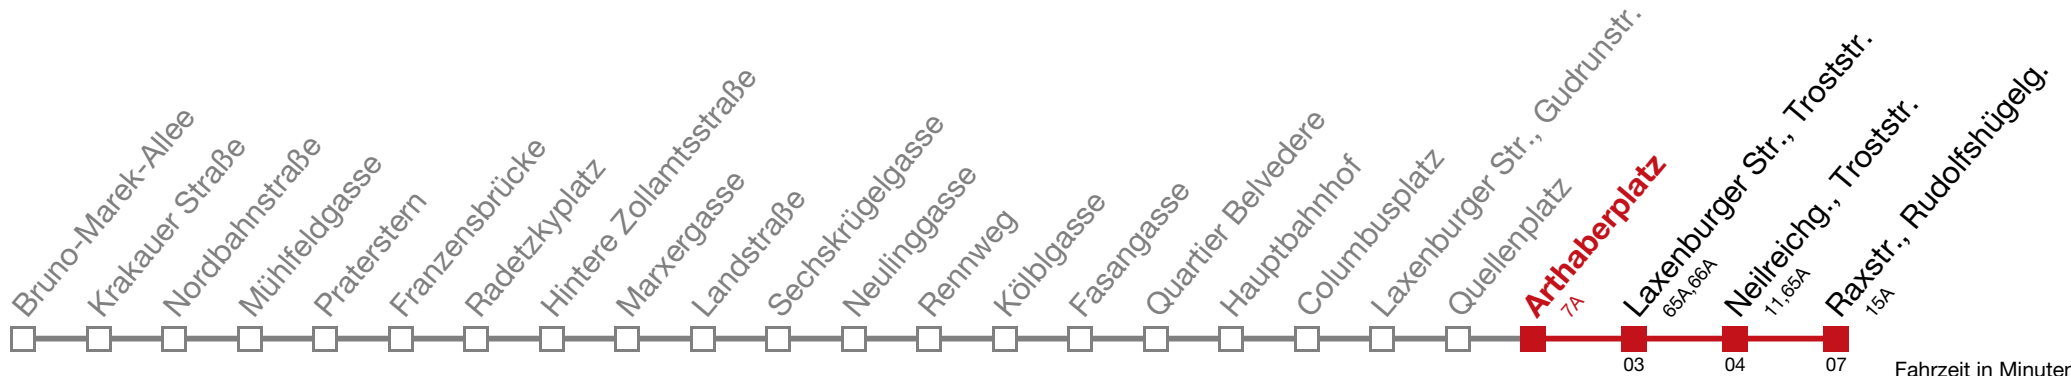 Bruno-Marek-Allee
Krakauer Straße
Nordbahnstraße
Mühlfeldgasse
Praterstern
Franzensbrücke
Radetzkyplatz
Hintere Zollamtsstraße
Marxergasse
Landstraße
Sechskrügelgasse
Neulinggasse
Rennweg
Kölblgasse
Fasangasse
Quartier Belvedere
Hauptbahnhof
Columbusplatz
Laxenburger Str., Gudrunstr.
Quellenplatz
Arthaberplatz
7A
Laxenburger Str., Troststr.
65A,66A
Neilreichg., Troststr.
11,65A
Raxstr., Rudolfshügelg.
15A
03
04
07
Fahrzeit in Minuten